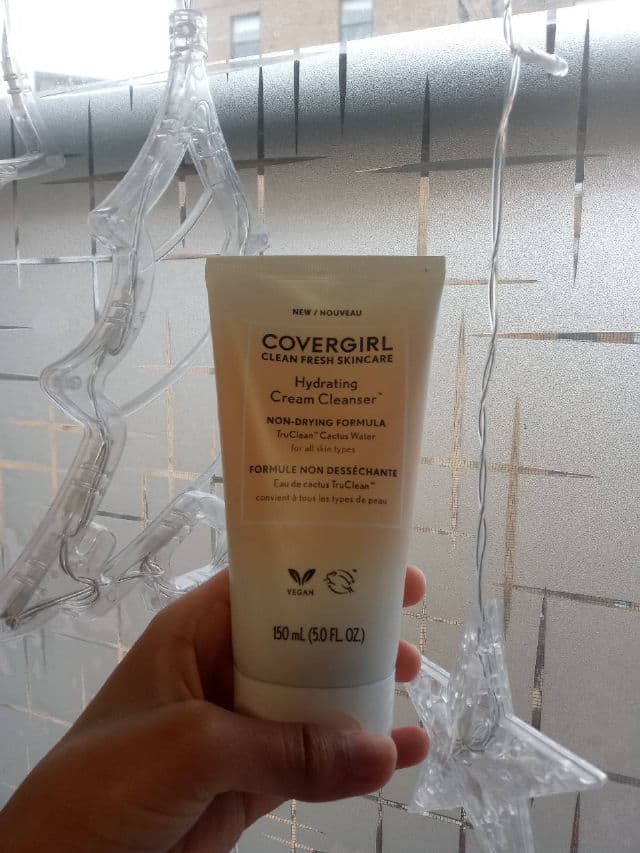 NEW / NOUVEAU
COVERGIRL
CLEAN FRESH SKINCARE
Hydrating
Cream Cleanser™
NON-DRYING FORMULA
TruClean™ Cactus Water
for all skin types
FORMULE NON DESSÉCHANTE
Eau de cactus TruClean™
convient à tous les types de peau
VEGAN
150 mL (5.0 FL. OZ.)